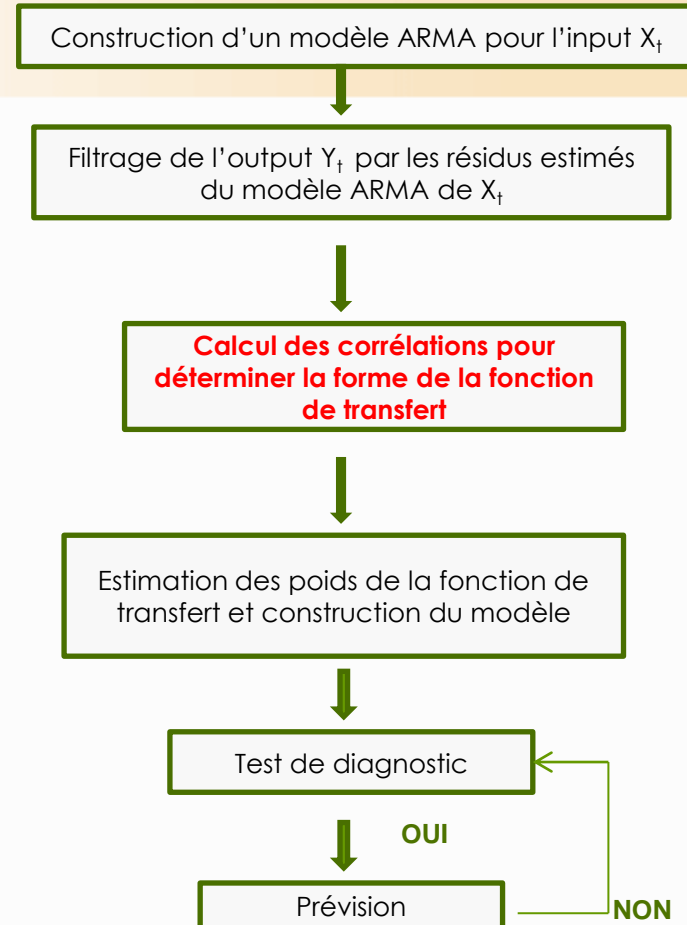 Construction d’un modèle ARMA pour l’input Xt
Filtrage de l’output Yt par les résidus estimés
du modèle ARMA de Xt
Calcul des corrélations pour
déterminer la forme de la fonction
de transfert
Estimation des poids de la fonction de
transfert et construction du modèle
Test de diagnostic
OUI
Prévision
NON